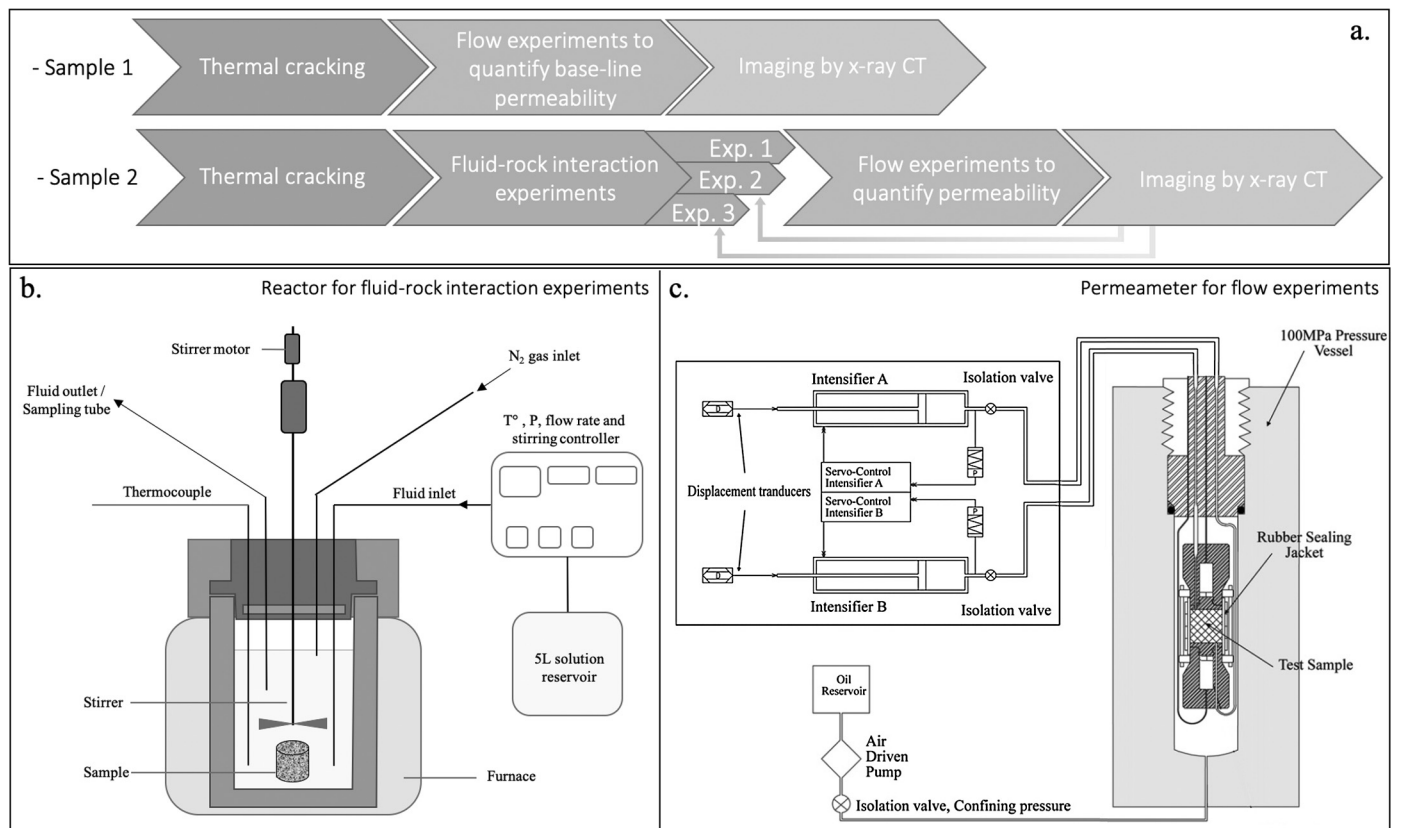 a.
- Sample 1
Thermal cracking
Flow experiments to
quantify base-line
permeability
Imaging by x-ray CT
- Sample 2
Thermal cracking
Fluid-rock interaction
experiments
Exp. 1
Exp. 2
Exp. 3
Flow experiments to
quantify permeability
Imaging by x-ray CT
b.
Reactor for fluid-rock interaction experiments
Stirrer motor
N2 gas inlet
Fluid outlet /
Sampling tube
T° , P, flow rate and
stirring controller
Thermocouple
Fluid inlet
5L solution
reservoir
Stirrer
Sample
Furnace
c.
Permeameter for flow experiments
100MPa Pressure
Vessel
Intensifier A
Isolation valve
P
Servo-Control
Intensifier A
Servo-Control
Intensifier B
Displacement tranducers
P
Intensifier B
Isolation valve
Rubber Sealing
Jacket
Test Sample
Oil
Reservoir
Air
Driven
Pump
Isolation valve, Confining pressure